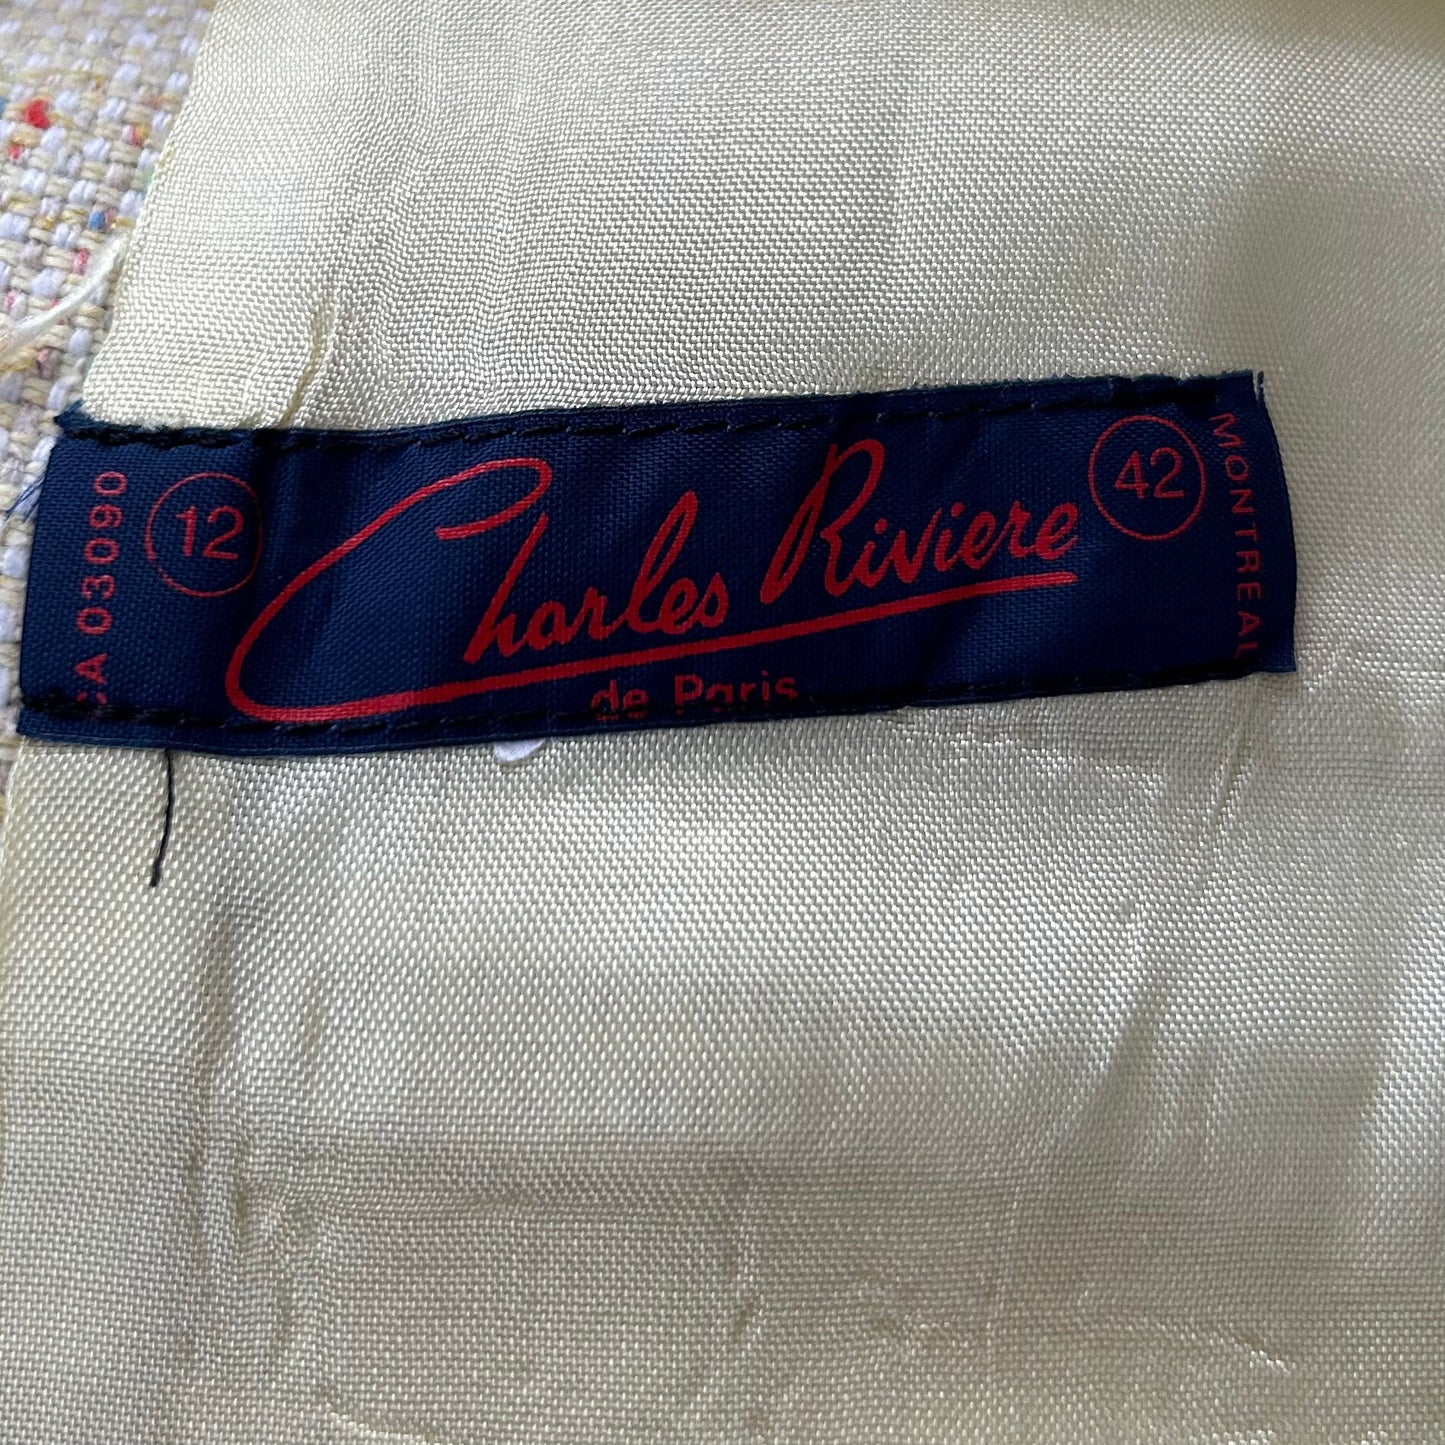 CA 03090
12
Charles Riviere
de Paris
42
MONTREAL